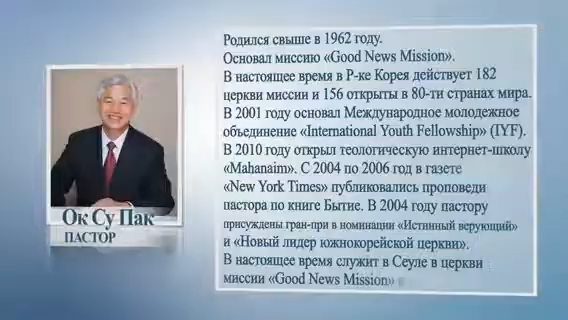 Ок Су Пак
ПАСТОР
Родился свыше в 1962 году.
Основал миссию «Good News Mission».
В настоящее время в Р-ке Корея действует 182
церкви миссии и 156 открыты в 80-ти странах мира.
В 2001 году основал Международное молодежное
объединение «International Youth Fellowship» (IYF).
В 2010 году открыл теологическую интернет-школу
«Mahanaim». С 2004 по 2006 год в газете
«New York Times» публиковались проповеди
пастора по книге Бытие. В 2004 году пастору
присуждены гран-при в номинации «Истинный верующий»
и «Новый лидер южнокорейской церкви».
В настоящее время служит в Сеуле в церкви
миссии «Good News Mission»